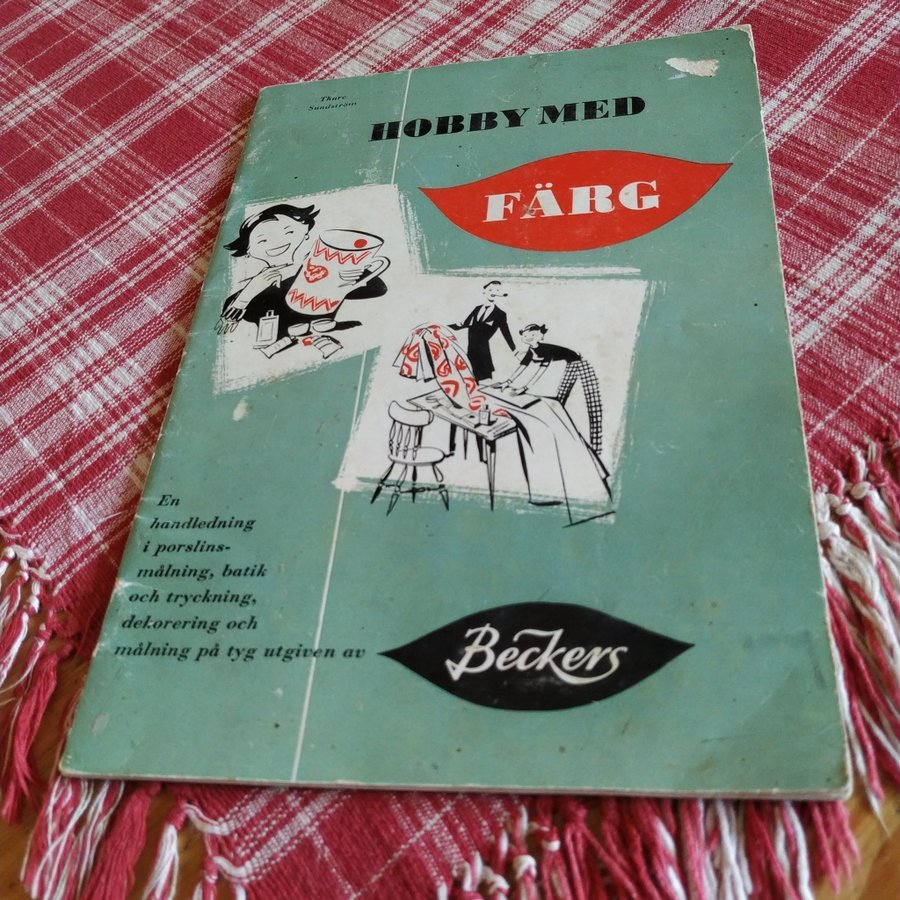 Thure
Sundström
HOBBY MED
FÄRG
En
handledning
i porslins-
målning, batik
och tryckning,
dekorering och
målning på tyg utgiven av
Beckers